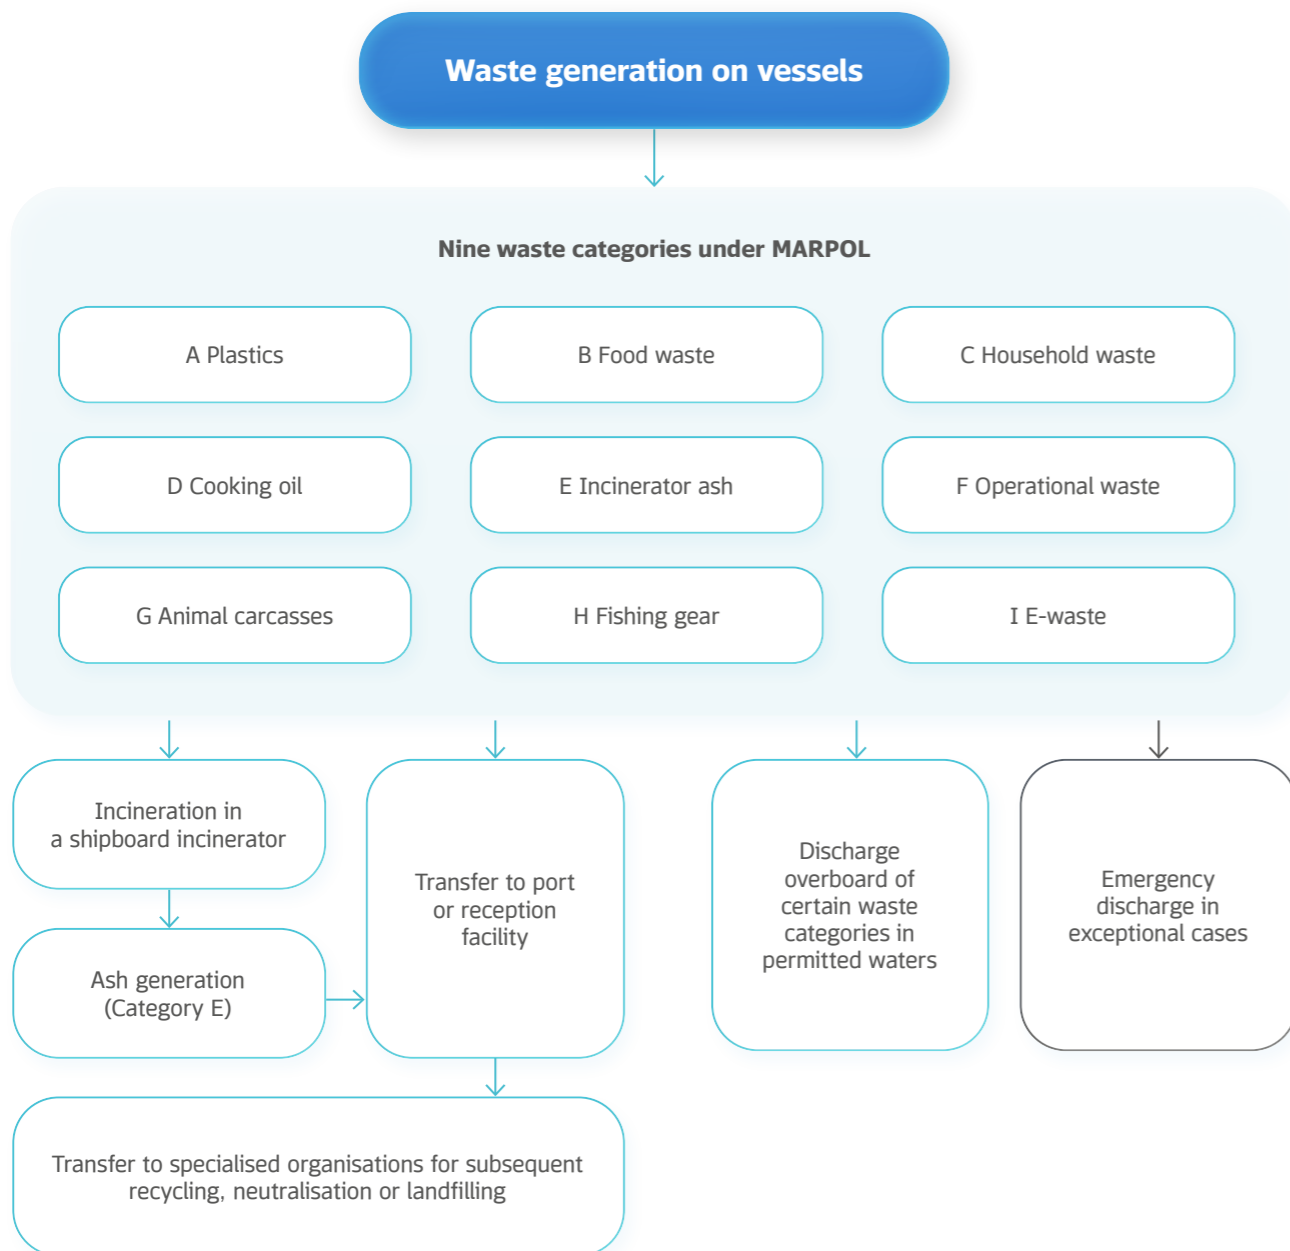 Waste generation on vessels
Nine waste categories under MARPOL
A Plastics
B Food waste
C Household waste
D Cooking oil
E Incinerator ash
F Operational waste
G Animal carcasses
H Fishing gear
I E-waste
Incineration in
a shipboard incinerator
Ash generation
(Category E)
Transfer to port
or reception
facility
Discharge
overboard of
certain waste
categories in
permitted waters
Emergency
discharge in
exceptional cases
Transfer to specialised organisations for subsequent
recycling, neutralisation or landfilling